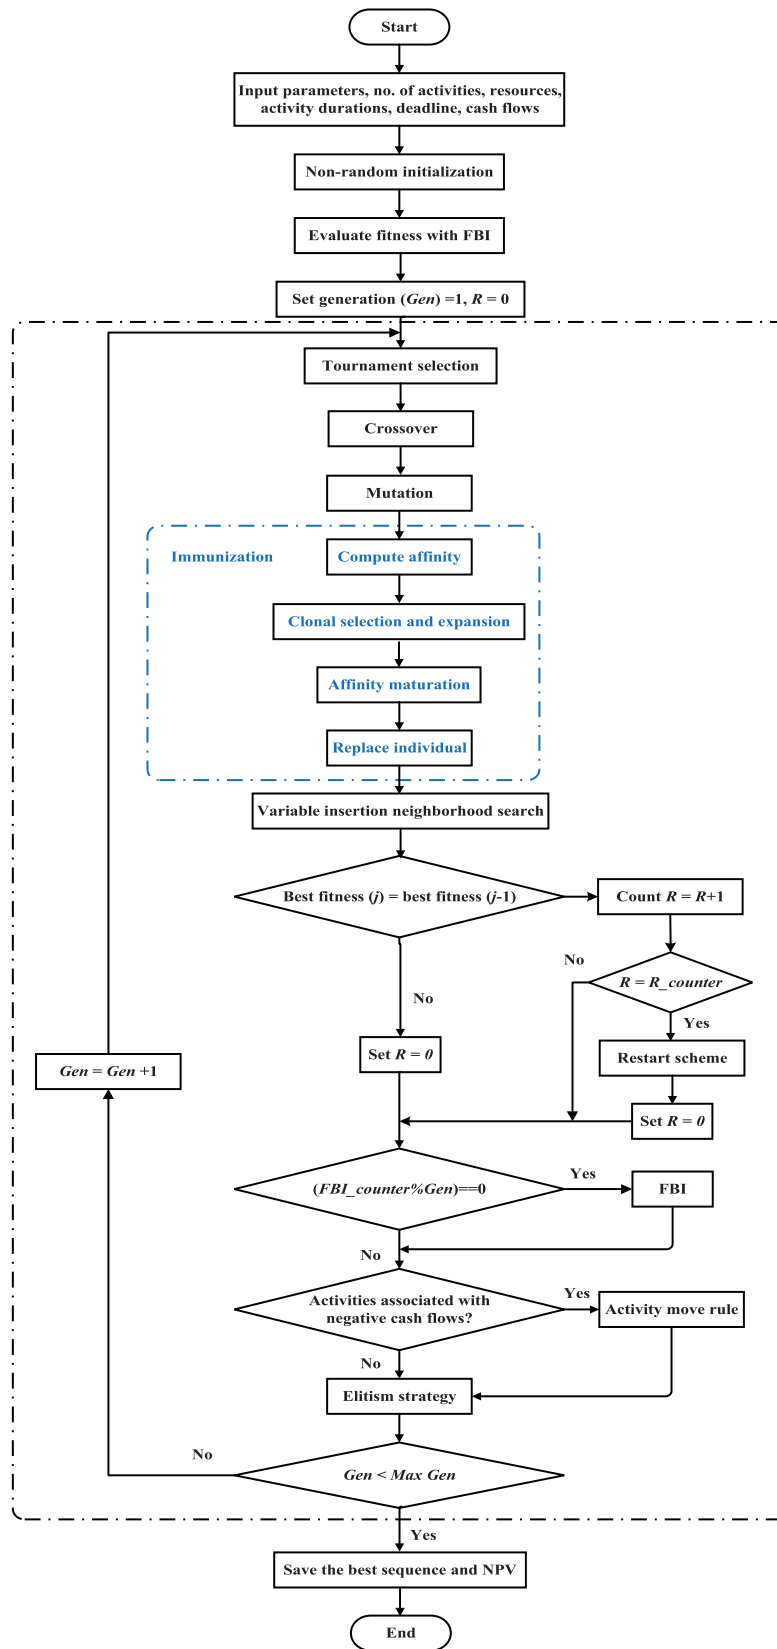 Start
Input parameters, no. of activities, resources,
activity durations, deadline, cash flows
Non-random initialization
Evaluate fitness with FBI
Set generation (Gen) =1, R = 0
Tournament selection
Crossover
Mutation
Immunization
Compute affinity
Clonal selection and expansion
Affinity maturation
Replace individual
Variable insertion neighborhood search
Best fitness (j) = best fitness (j-1)
Count R = R+1
No
R = R_counter
No
Yes
Set R = 0
Restart scheme
Gen = Gen +1
Set R = 0
(FBI_counter%Gen)==0
Yes
FBI
No
Activities associated with
negative cash flows?
Yes
Activity move rule
No
Elitism strategy
No
Gen < Max Gen
Yes
Save the best sequence and NPV
End